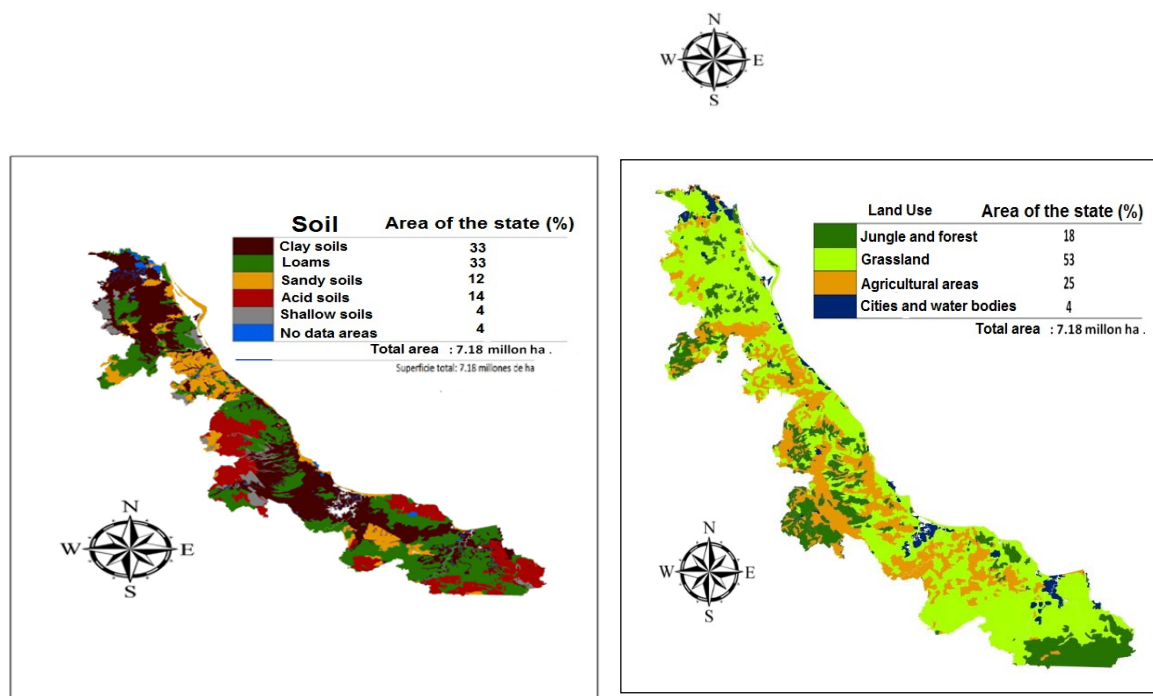 N
W E
S
Soil Area of the state (%)
Clay soils 33
Loams 33
Sandy soils 12
Acid soils 14
Shallow soils 4
No data areas 4
Total area : 7.18 millon ha .
Superficie total: 7.18 millones de ha
N
W E
S
Land Use Area of the state (%)
Jungle and forest 18
Grassland 53
Agricultural areas 25
Cities and water bodies 4
Total area : 7.18 millon ha .
N
W E
S